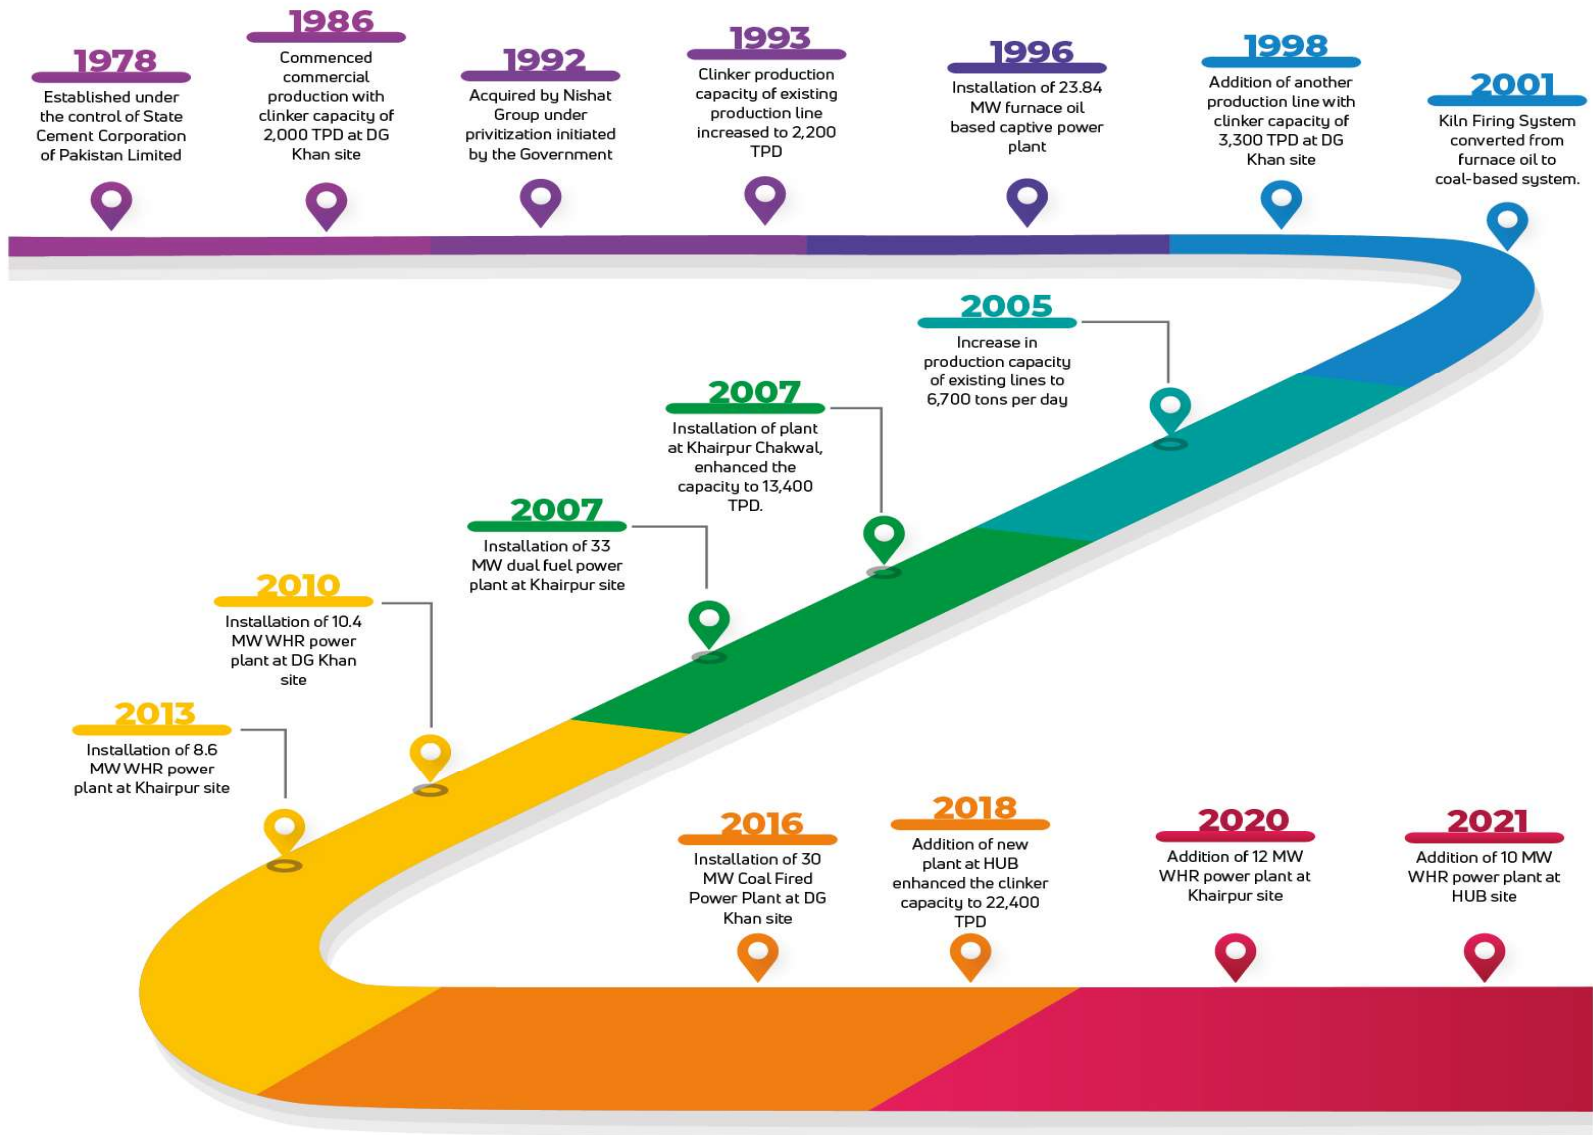 1978
Established under
the control of State
Cement Corporation
of Pakistan Limited
1986
Commenced
commercial
production with
clinker capacity of
2,000 TPD at DG
Khan site
1992
Acquired by Nishat
Group under
privitization initiated
by the Government
1993
Clinker production
capacity of existing
production line
increased to 2,200
TPD
1996
Installation of 23.84
MW furnace oil
based captive power
plant
1998
Addition of another
production line with
clinker capacity of
3,300 TPD at DG
Khan site
2001
Kiln Firing System
converted from
furnace oil to
coal-based system.
2005
Increase in
production capacity
of existing lines to
6,700 tons per day
2007
Installation of plant
at Khairpur Chakwal,
enhanced the
capacity to 13,400
TPD.
2007
Installation of 33
MW dual fuel power
plant at Khairpur site
2010
Installation of 10.4
MW WHR power
plant at DG Khan
site
2013
Installation of 8.6
MW WHR power
plant at Khairpur site
2016
Installation of 30
MW Coal Fired
Power Plant at DG
Khan site
2018
Addition of new
plant at HUB
enhanced the clinker
capacity to 22,400
TPD
2020
Addition of 12 MW
WHR power plant at
Khairpur site
2021
Addition of 10 MW
WHR power plant at
HUB site